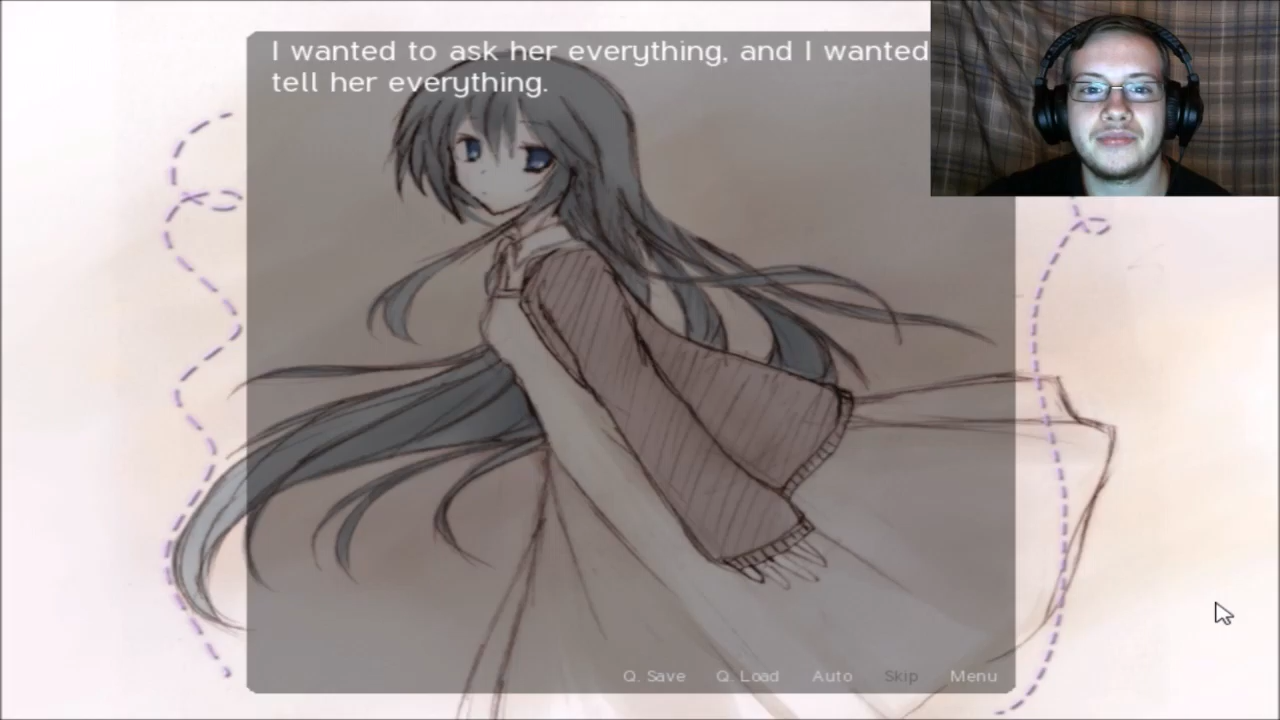 I wanted to ask her everything, and I wanted
tell her everything.
Q. Save Q. Load Auto Skip Menu